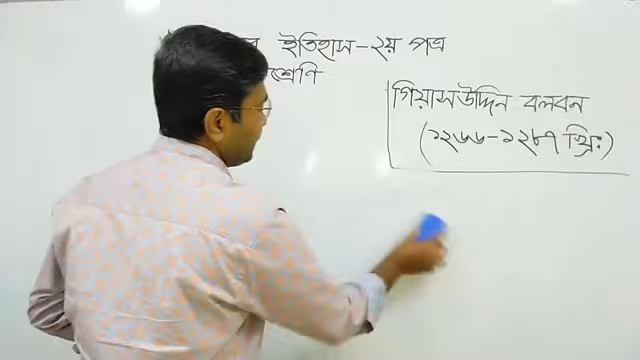 ইতিহাস-২য় পত্র
শ্রেণি
গিয়াসউদ্দিন বলবন
(১২৬৬-১২৮৭ খ্রিঃ)